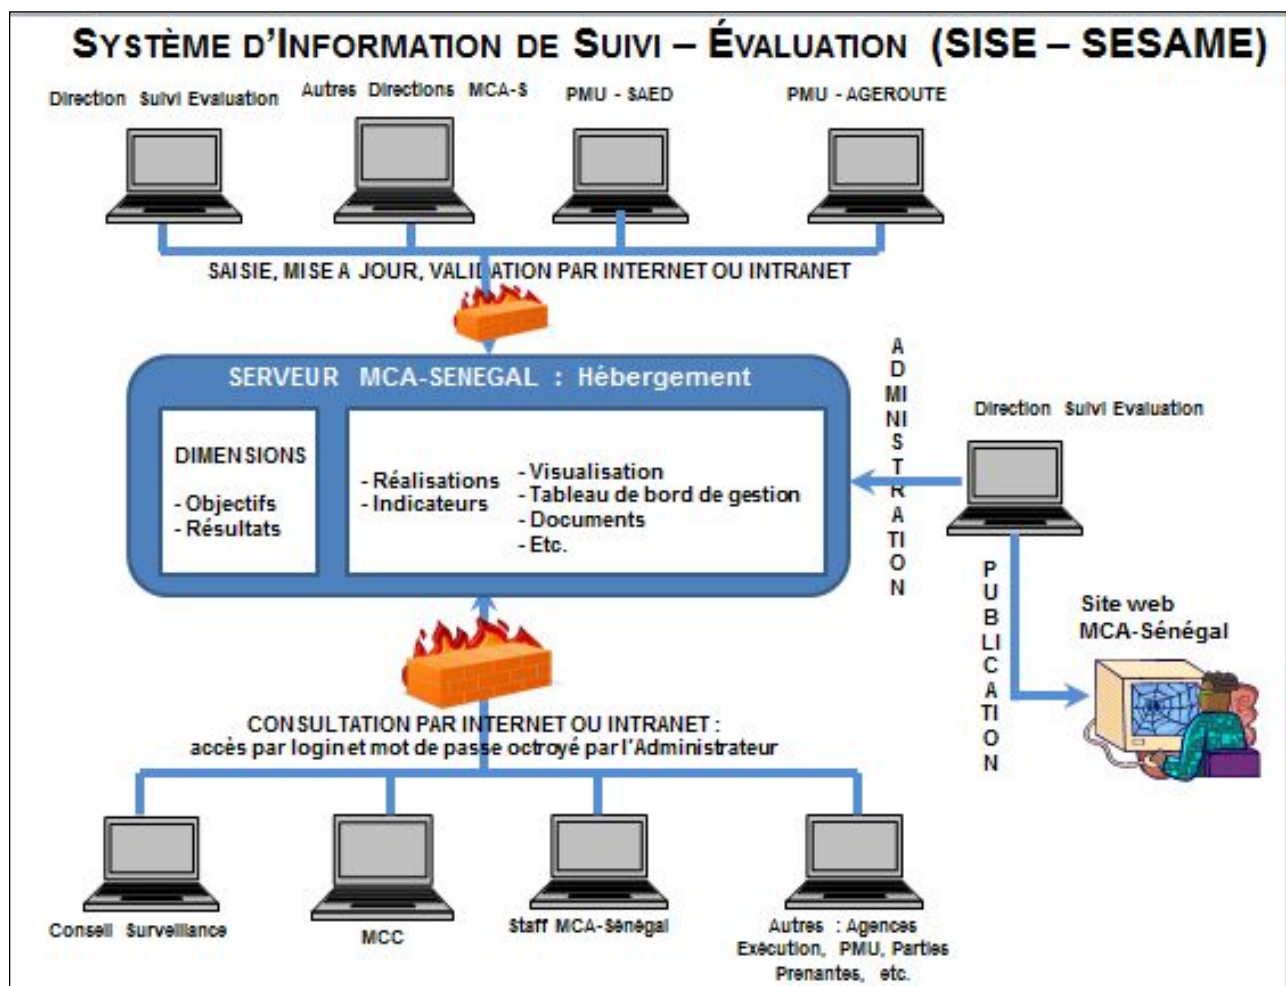 SYSTÈME D'INFORMATION DE SUIVI – ÉVALUATION (SISE – SESAME)
Direction Suivi Evaluation
Autres Directions MCA-S
PMU - SAED
PMU - AGEROUTE
SAISIE, MISE A JOUR, VALIDATION PAR INTERNET OU INTRANET
SERVEUR MCA-SENEGAL : Hébergement
DIMENSIONS
- Objectifs
- Résultats
- Réalisations
- Indicateurs
- Visualisation
- Tableau de bord de gestion
- Documents
- Etc.
ADMINISTRATION
Direction Suivi Evaluation
PUBLICATION
Site web
MCA-Sénégal
CONSULTATION PAR INTERNET OU INTRANET :
accès par login et mot de passe octroyé par l'Administrateur
Conseil Surveillance
MCC
Staff MCA-Sénégal
Autres : Agences
Exécution, PMU, Parties
Prenantes, etc.